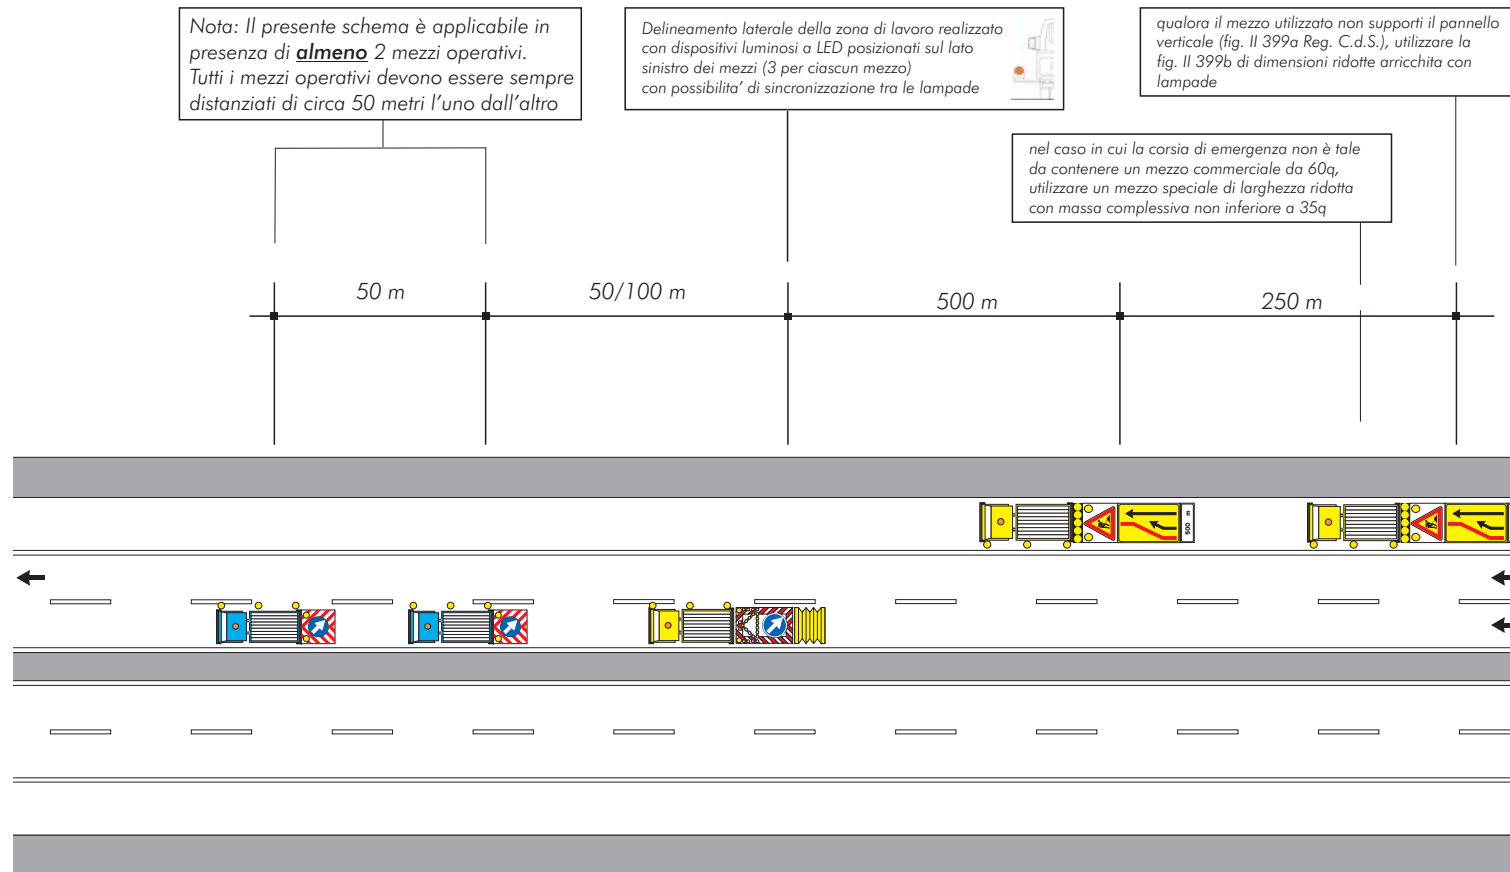 Nota: Il presente schema è applicabile in
presenza di almeno 2 mezzi operativi.
Tutti i mezzi operativi devono essere sempre
distanziati di circa 50 metri l'uno dall'altro
Delineamento laterale della zona di lavoro realizzato
con dispositivi luminosi a LED posizionati sul lato
sinistro dei mezzi (3 per ciascun mezzo)
con possibilita' di sincronizzazione tra le lampade
qualora il mezzo utilizzato non supporti il pannello
verticale (fig. II 399a Reg. C.d.S.), utilizzare la
fig. II 399b di dimensioni ridotte arricchita con
lampade
nel caso in cui la corsia di emergenza non è tale
da contenere un mezzo commerciale da 60q,
utilizzare un mezzo speciale di larghezza ridotta
con massa complessiva non inferiore a 35q
50 m
50/100 m
500 m
250 m
500 m